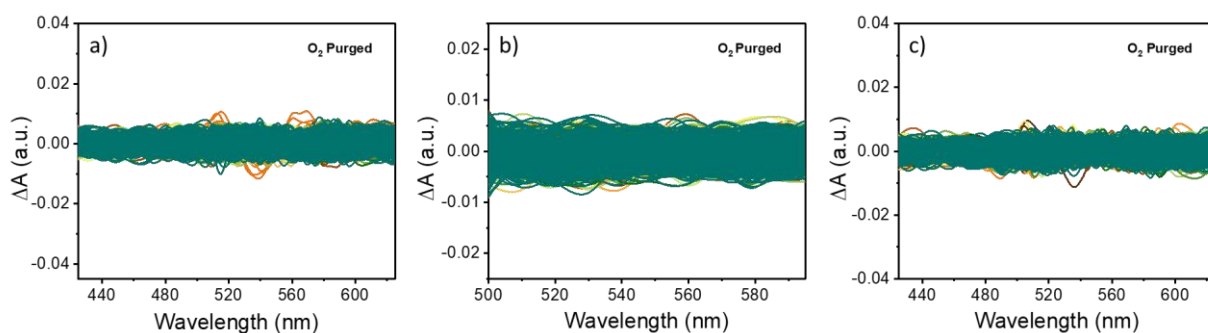 a)
O₂ Purged
0.04
0.02
0.00
-0.02
-0.04
ΔA (a.u.)
440 480 520 560 600
Wavelength (nm)
b)
O₂ Purged
0.02
0.01
0.00
-0.01
-0.02
ΔA (a.u.)
500 520 540 560 580
Wavelength (nm)
c)
O₂ Purged
0.04
0.02
0.00
-0.02
-0.04
ΔA (a.u.)
440 480 520 560 600
Wavelength (nm)